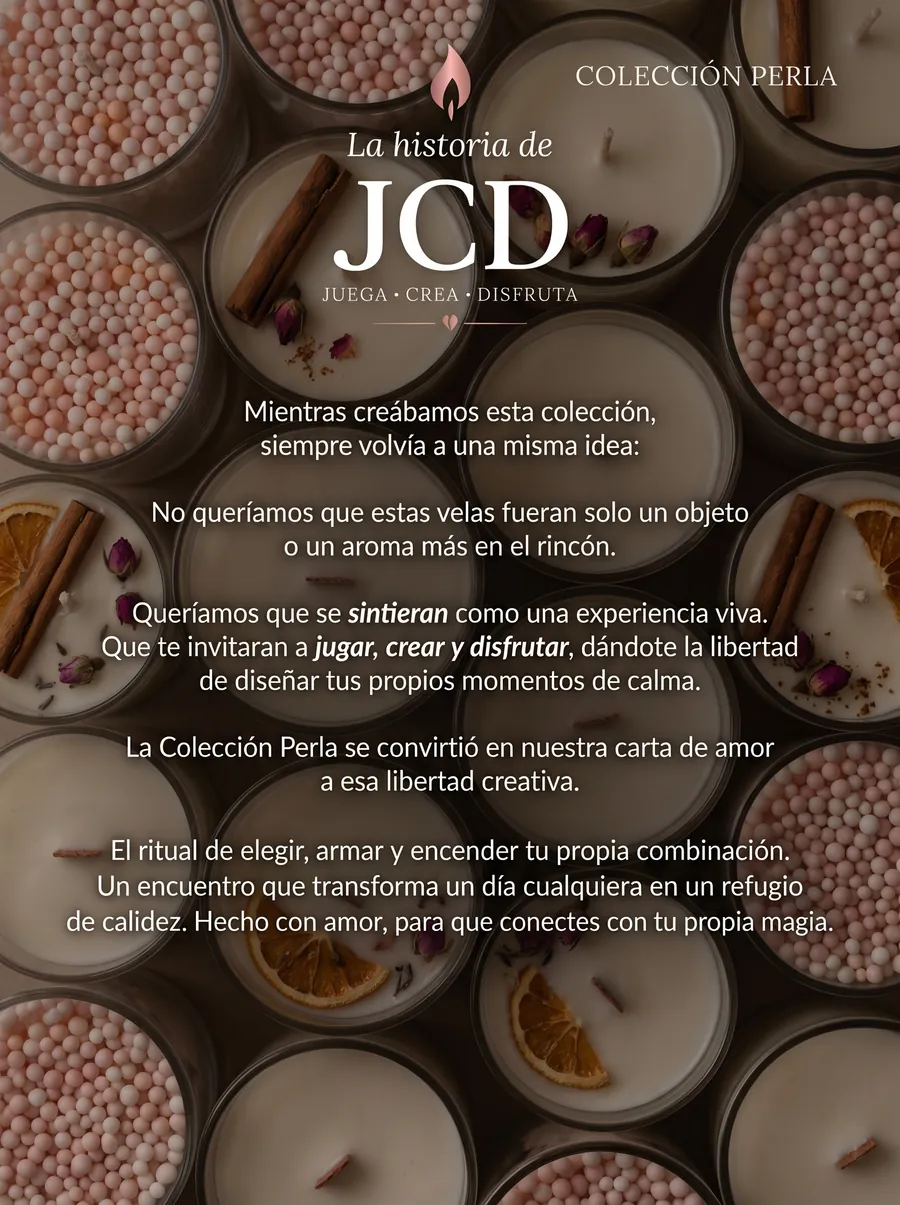 COLECCIÓN PERLA
La historia de
JCD
JUEGA • CREA • DISFRUTA
Mientras creábamos esta colección,
siempre volvía a una misma idea:
No queríamos que estas velas fueran solo un objeto
o un aroma más en el rincón.
Queríamos que se sintieran como una experiencia viva.
Que te invitaran a jugar, crear y disfrutar, dándote la libertad
de diseñar tus propios momentos de calma.
La Colección Perla se convirtió en nuestra carta de amor
a esa libertad creativa.
El ritual de elegir, armar y encender tu propia combinación.
Un encuentro que transforma un día cualquiera en un refugio
de calidez. Hecho con amor, para que conectes con tu propia magia.